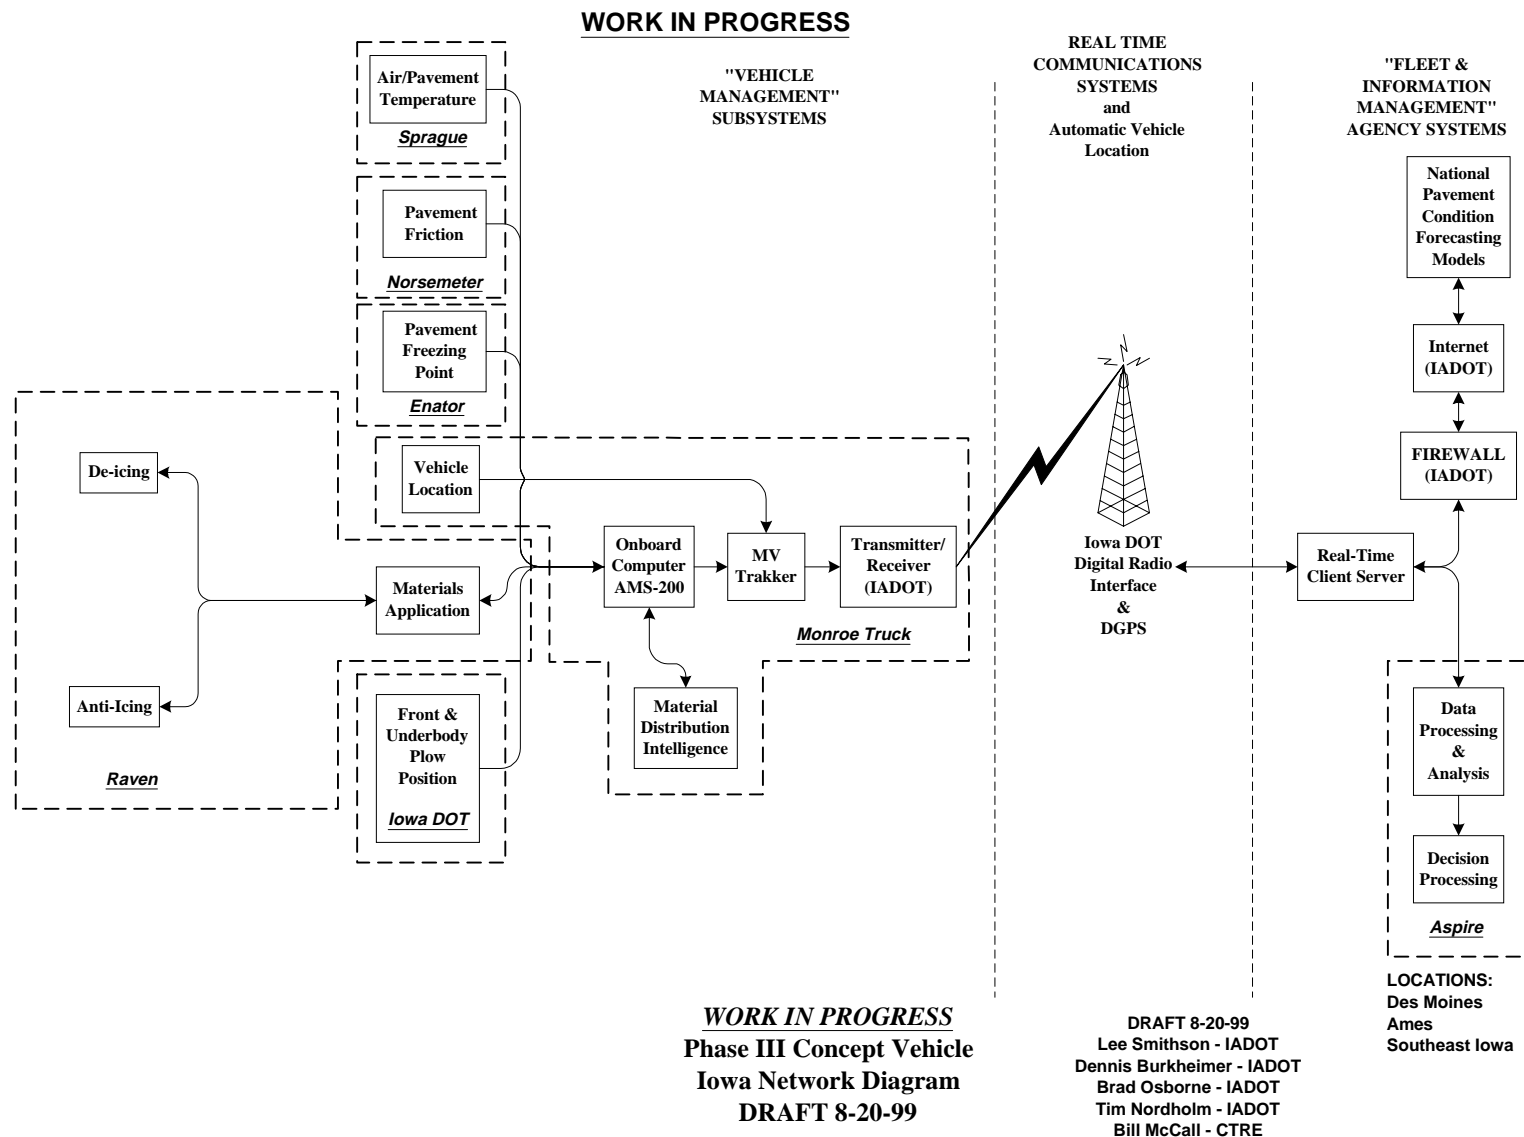 WORK IN PROGRESS
"VEHICLE
MANAGEMENT"
SUBSYSTEMS
REAL TIME
COMMUNICATIONS
SYSTEMS
and
Automatic Vehicle
Location
"FLEET &
INFORMATION
MANAGEMENT"
AGENCY SYSTEMS
Air/Pavement
Temperature
Sprague
Pavement
Friction
Norsemeter
Pavement
Freezing
Point
Enator
De-icing
Anti-Icing
Raven
Materials
Application
Front &
Underbody
Plow
Position
Iowa DOT
Vehicle
Location
Onboard
Computer
AMS-200
MV
Trakker
Transmitter/
Receiver
(IADOT)
Monroe Truck
Material
Distribution
Intelligence
Iowa DOT
Digital Radio
Interface
&
DGPS
National
Pavement
Condition
Forecasting
Models
Internet
(IADOT)
FIREWALL
(IADOT)
Real-Time
Client Server
Data
Processing
&
Analysis
Decision
Processing
Aspire
LOCATIONS:
Des Moines
Ames
Southeast Iowa
WORK IN PROGRESS
Phase III Concept Vehicle
Iowa Network Diagram
DRAFT 8-20-99
DRAFT 8-20-99
Lee Smithson - IADOT
Dennis Burkheimer - IADOT
Brad Osborne - IADOT
Tim Nordholm - IADOT
Bill McCall - CTRE